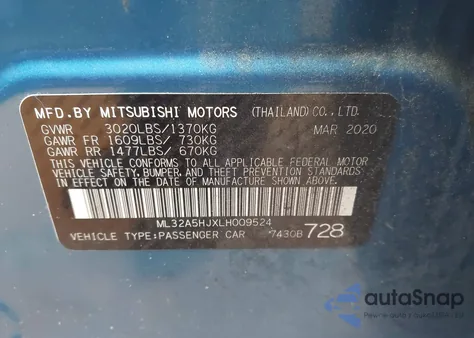 MFD.BY MITSUBISHI MOTORS (THAILAND) CO., LTD.
GVWR 3020LBS/1370KG MAR 2020
GAWR FR 1609LBS/ 730KG
GAWR RR 1477LBS/ 670KG
THIS VEHICLE CONFORMS TO ALL APPLICABLE FEDERAL MOTOR
VEHICLE SAFETY, BUMPER, AND THEFT PREVENTION STANDARDS
IN EFFECT ON THE DATE OF MANUFACTURE SHOWN ABOVE.
ML32A5HJXLH009524
VEHICLE TYPE:PASSENGER CAR *7430B 728
autoSnap